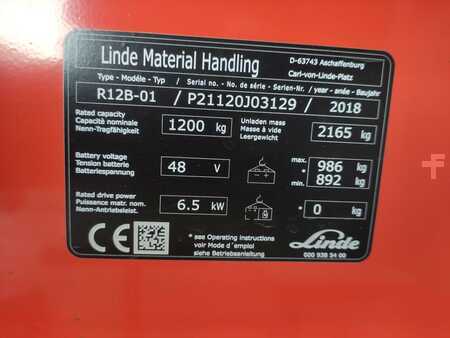 Linde Material Handling
D-63743 Aschaffenburg
Carl-von-Linde-Platz
Type - Modèle - Typ / Serial no. - No. de série - Serien-Nr. / year - année - Baujahr
R12B-01 / P21120J03129 / 2018
Rated capacity
Capacité nominale
Nenn-Tragfähigkeit
1200 kg
Unladen mass
Masse à vide
Leergewicht
2165 kg
Battery voltage
Tension batterie
Batteriespannung
48 V
max. 986 kg
*
min. 892 kg
Rated drive power
Puissance matr. nom.
Nenn-Antriebsleist.
6.5 kW
* 0 kg
CE
* see Operating instructions
voir Mode d'emploi
siehe Betriebsanleitung
Linde
000 938 34 00